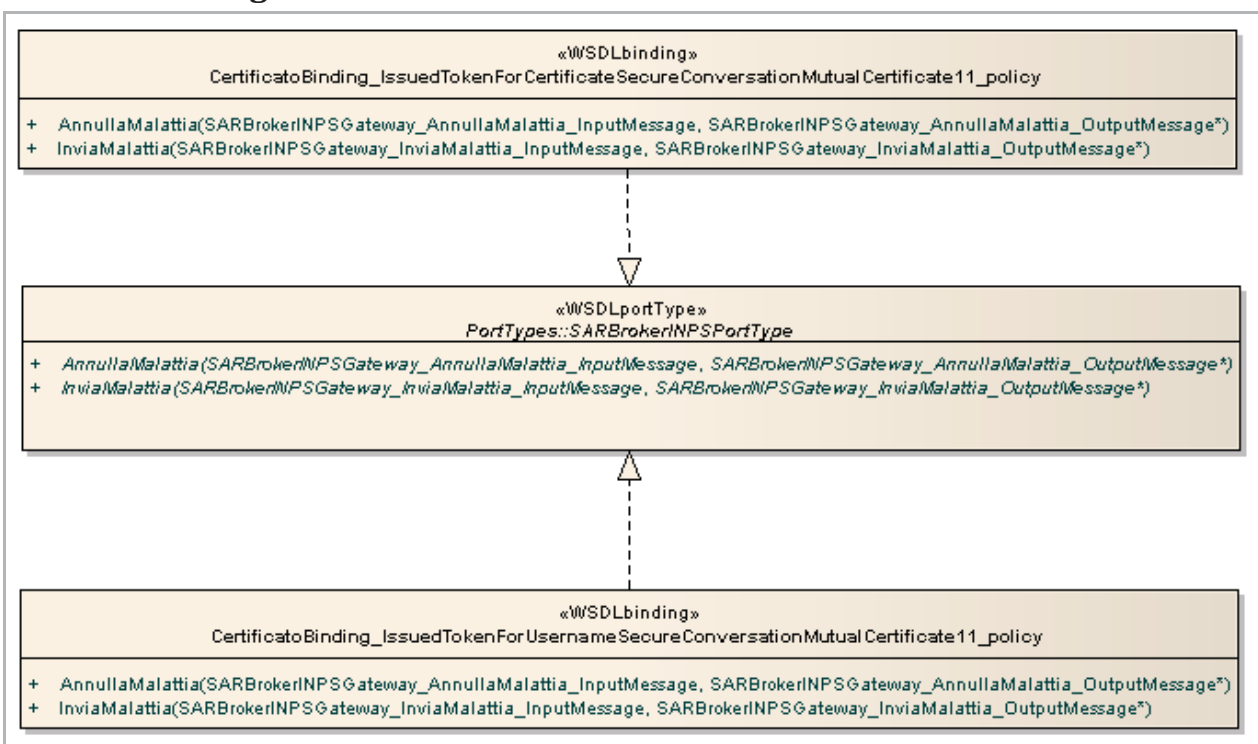 «WSDLbinding»
CertificatoBinding_IssuedTokenForCertificateSecureConversationMutualCertificate11_policy
+ AnnullaMalattia(SARBrokerINPSGateway_AnnullaMalattia_InputMessage, SARBrokerINPSGateway_AnnullaMalattia_OutputMessage*)
+ InviaMalattia(SARBrokerINPSGateway_InviaMalattia_InputMessage, SARBrokerINPSGateway_InviaMalattia_OutputMessage*)
«WSDLportType»
PortTypes::SARBrokerINPSPortType
+ AnnullaMalattia(SARBrokerINPSGateway_AnnullaMalattia_InputMessage, SARBrokerINPSGateway_AnnullaMalattia_OutputMessage*)
+ InviaMalattia(SARBrokerINPSGateway_InviaMalattia_InputMessage, SARBrokerINPSGateway_InviaMalattia_OutputMessage*)
«WSDLbinding»
CertificatoBinding_IssuedTokenForUsernameSecureConversationMutualCertificate11_policy
+ AnnullaMalattia(SARBrokerINPSGateway_AnnullaMalattia_InputMessage, SARBrokerINPSGateway_AnnullaMalattia_OutputMessage*)
+ InviaMalattia(SARBrokerINPSGateway_InviaMalattia_InputMessage, SARBrokerINPSGateway_InviaMalattia_OutputMessage*)